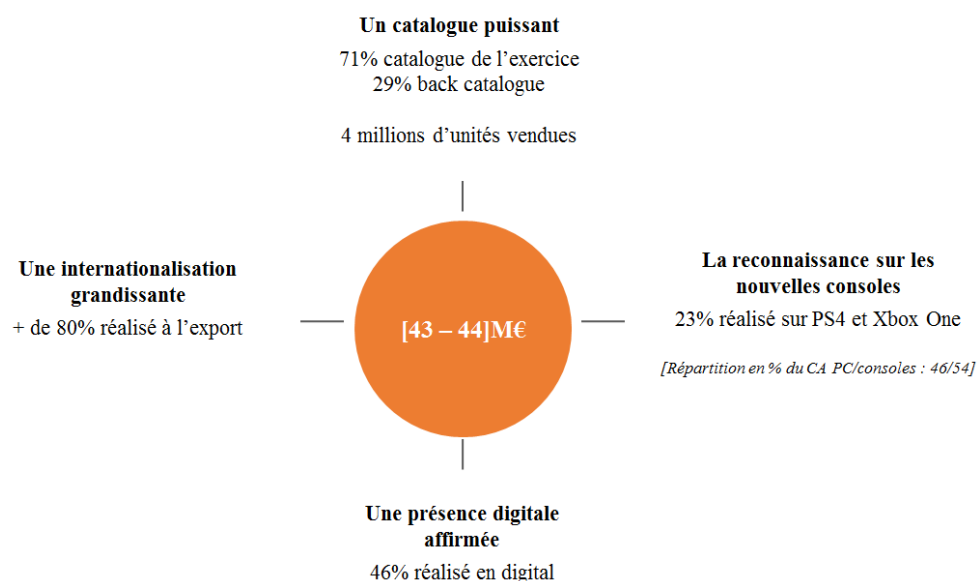 Un catalogue puissant
71% catalogue de l’exercice
29% back catalogue
4 millions d’unités vendues
Une internationalisation
grandissante
+ de 80% réalisé à l’export
[43 – 44]M€
La reconnaissance sur les
nouvelles consoles
23% réalisé sur PS4 et Xbox One
[Répartition en % du CA PC/consoles : 46/54]
Une présence digitale
affirmée
46% réalisé en digital